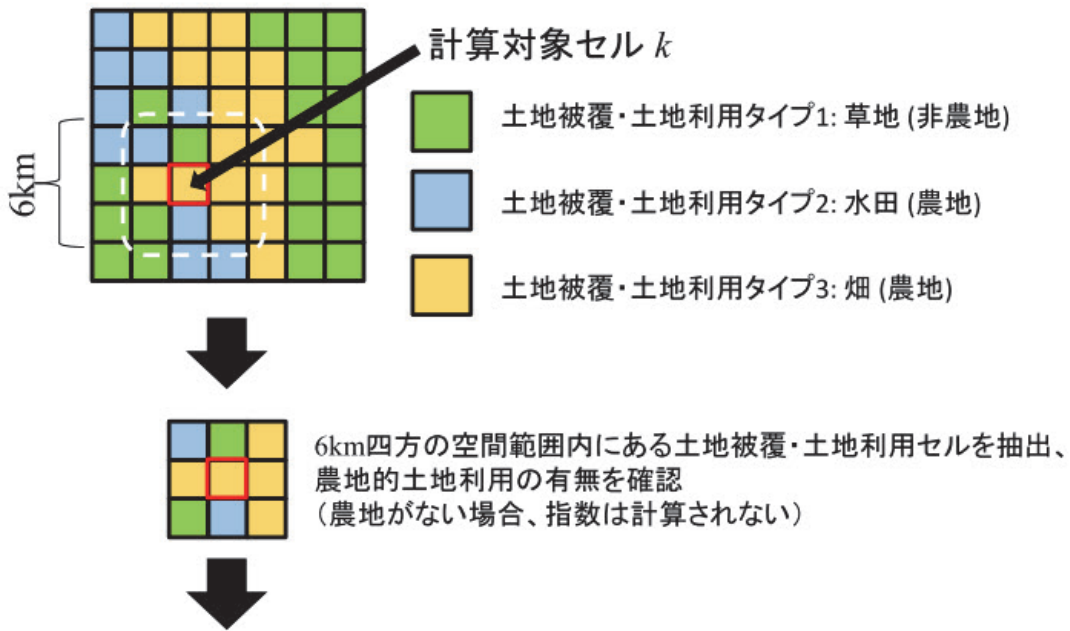 計算対象セル k
土地被覆・土地利用タイプ1: 草地 (非農地)
6km
土地被覆・土地利用タイプ2: 水田 (農地)
土地被覆・土地利用タイプ3: 畑 (農地)
6km四方の空間範囲内にある土地被覆・土地利用セルを抽出、
農地的土地利用の有無を確認
（農地がない場合、指数は計算されない）